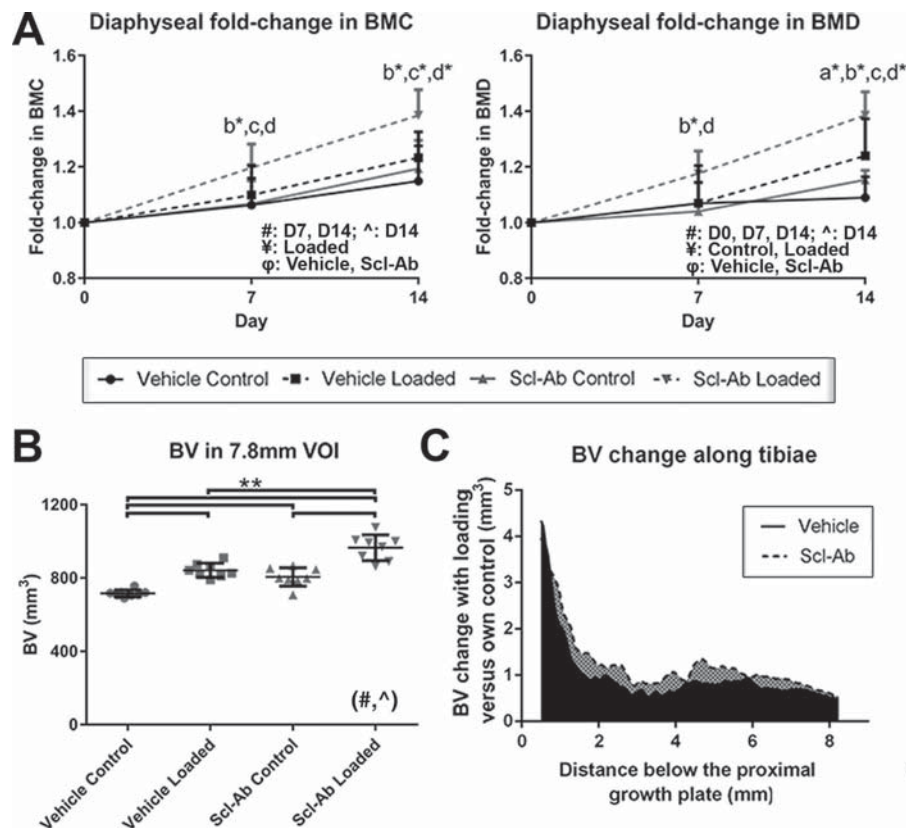 A
Diaphyseal fold-change in BMC
Fold-change in BMC
1.6
1.4
1.2
1.0
0.8
b*,c,d
b*,c*,d*
#: D7, D14; ^: D14
¥: Loaded
φ: Vehicle, Scl-Ab
0
7
14
Day
Diaphyseal fold-change in BMD
Fold-change in BMD
1.6
1.4
1.2
1.0
0.8
b*,d
a*,b*,c,d*
#: D0, D7, D14; ^: D14
¥: Control, Loaded
φ: Vehicle, Scl-Ab
0
7
14
Day
Vehicle Control
Vehicle Loaded
Scl-Ab Control
Scl-Ab Loaded
B
BV in 7.8mm VOI
BV (mm³)
1200
800
400
0
**
(#,^)
Vehicle Control
Vehicle Loaded
Scl-Ab Control
Scl-Ab Loaded
C
BV change along tibiae
BV change with loading
versus own control (mm³)
5
4
3
2
1
0
Vehicle
Scl-Ab
0
2
4
6
8
Distance below the proximal
growth plate (mm)